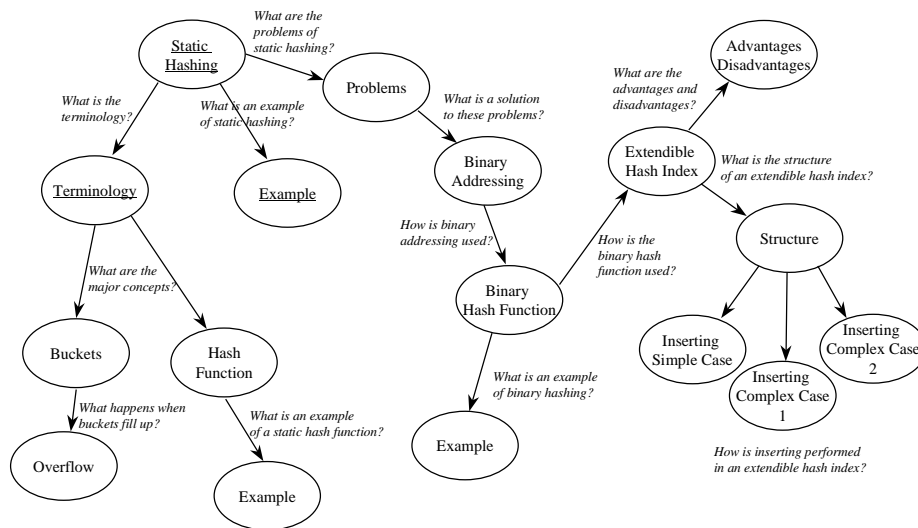 What are the
problems of
static hashing?
Static
Hashing
Advantages
Disadvantages
Problems
What are the
advantages and
disadvantages?
What is the
terminology?
What is an example
of static hashing?
What is a solution
to these problems?
Extendible
Hash Index
Binary
Addressing
What is the structure
of an extendible hash index?
Terminology
Example
How is binary
addressing used?
How is the
binary hash
function used?
Structure
What are the
major concepts?
Binary
Hash Function
Buckets
Hash
Function
Inserting
Simple Case
Inserting
Complex Case
1
Inserting
Complex Case
2
What is an example
of binary hashing?
What happens when
buckets fill up?
What is an example
of a static hash function?
Example
How is inserting performed
in an extendible hash index?
Overflow
Example